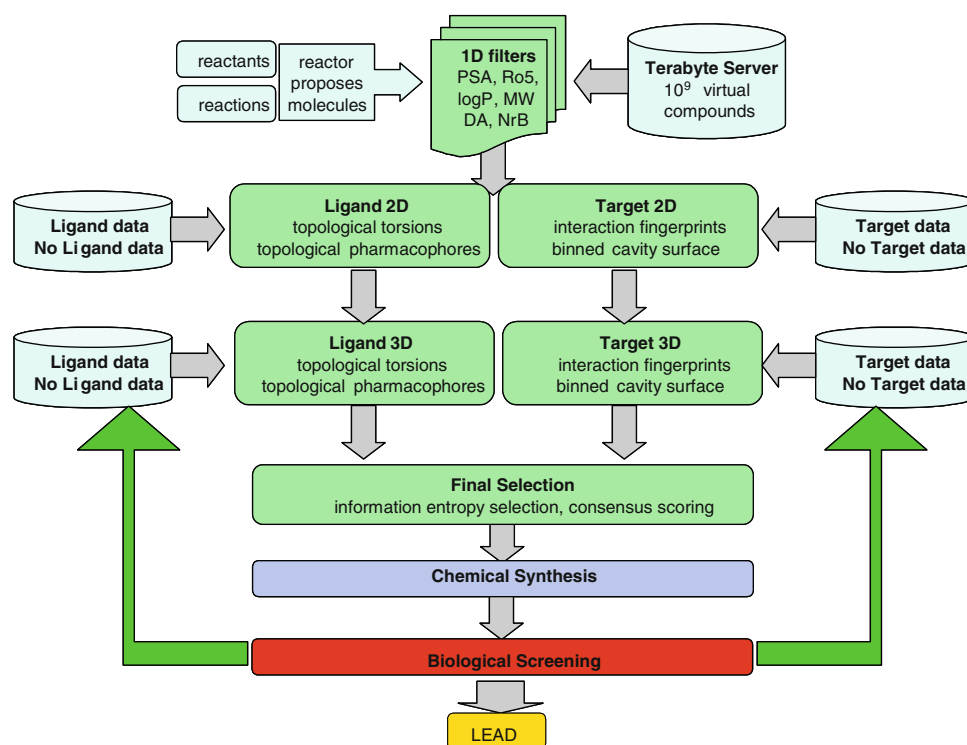 reactants
reactions
reactor
proposes
molecules
1D filters
PSA, Ro5,
logP, MW
DA, NrB
Terabyte Server
10⁹ virtual
compounds
Ligand data
No Ligand data
Ligand 2D
topological torsions
topological pharmacophores
Target 2D
interaction fingerprints
binned cavity surface
Target data
No Target data
Ligand data
No Ligand data
Ligand 3D
topological torsions
topological pharmacophores
Target 3D
interaction fingerprints
binned cavity surface
Target data
No Target data
Final Selection
information entropy selection, consensus scoring
Chemical Synthesis
Biological Screening
LEAD